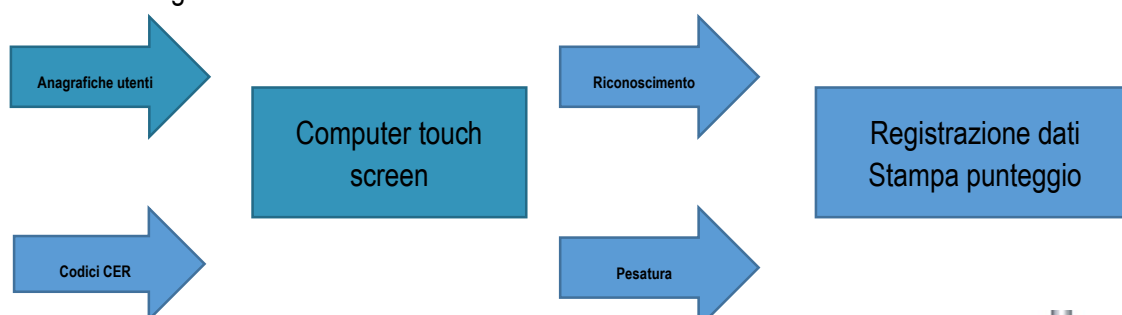 Anagrafiche utenti
Riconoscimento
Computer touch
screen
Registrazione dati
Stampa punteggio
Codici CER
Pesatura